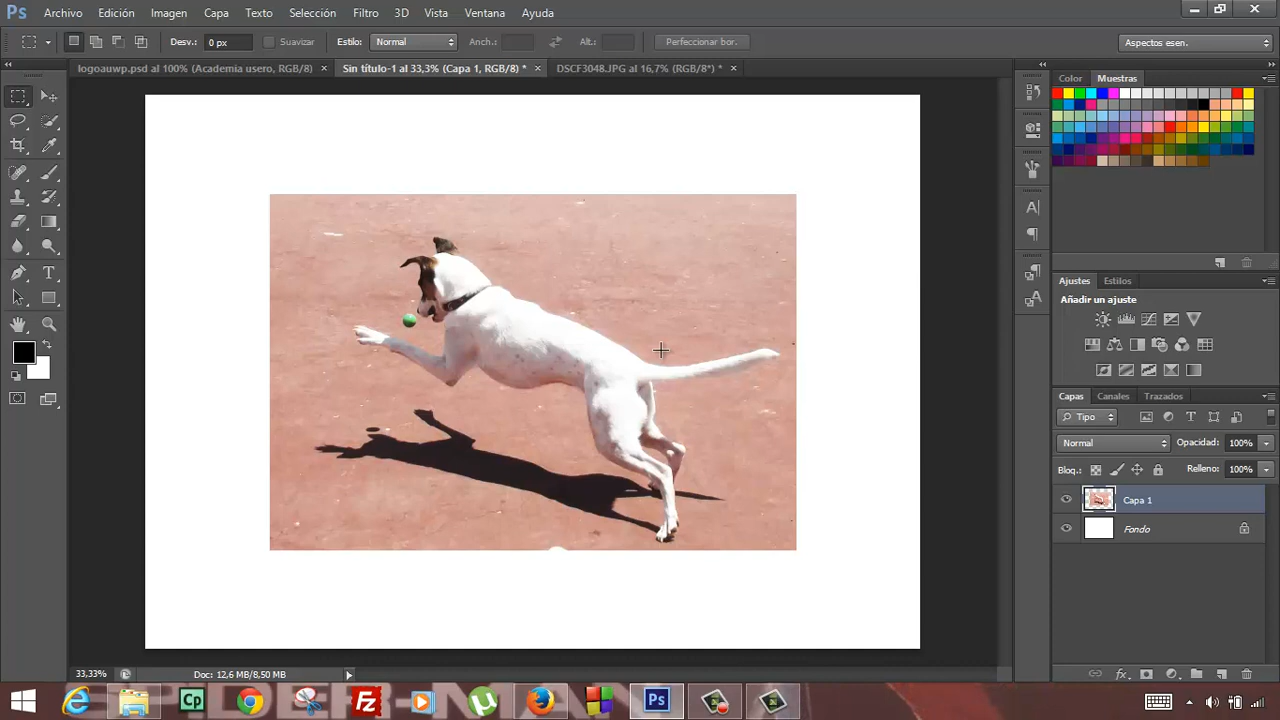 Ps Archivo Edición Imagen Capa Texto Selección Filtro 3D Vista Ventana Ayuda
Desv.: 0 px Suavizar Estilo: Normal Anch.: Alt.: Perfeccionar bor. Aspectos esen.
logoauwp.psd al 100% (Academia usero, RGB/8) × Sin título-1 al 33,3% (Capa 1, RGB/8) * × DSCF3048.JPG al 16,7% (RGB/8*) * ×
Color Muestras
Ajustes Estilos
Añadir un ajuste
Capas Canales Trazados
Tipo
Normal Opacidad: 100%
Bloq.: Relleno: 100%
Capa 1
Fondo
33,33% Doc: 12,6 MB/8,50 MB
Cp Fz Ps